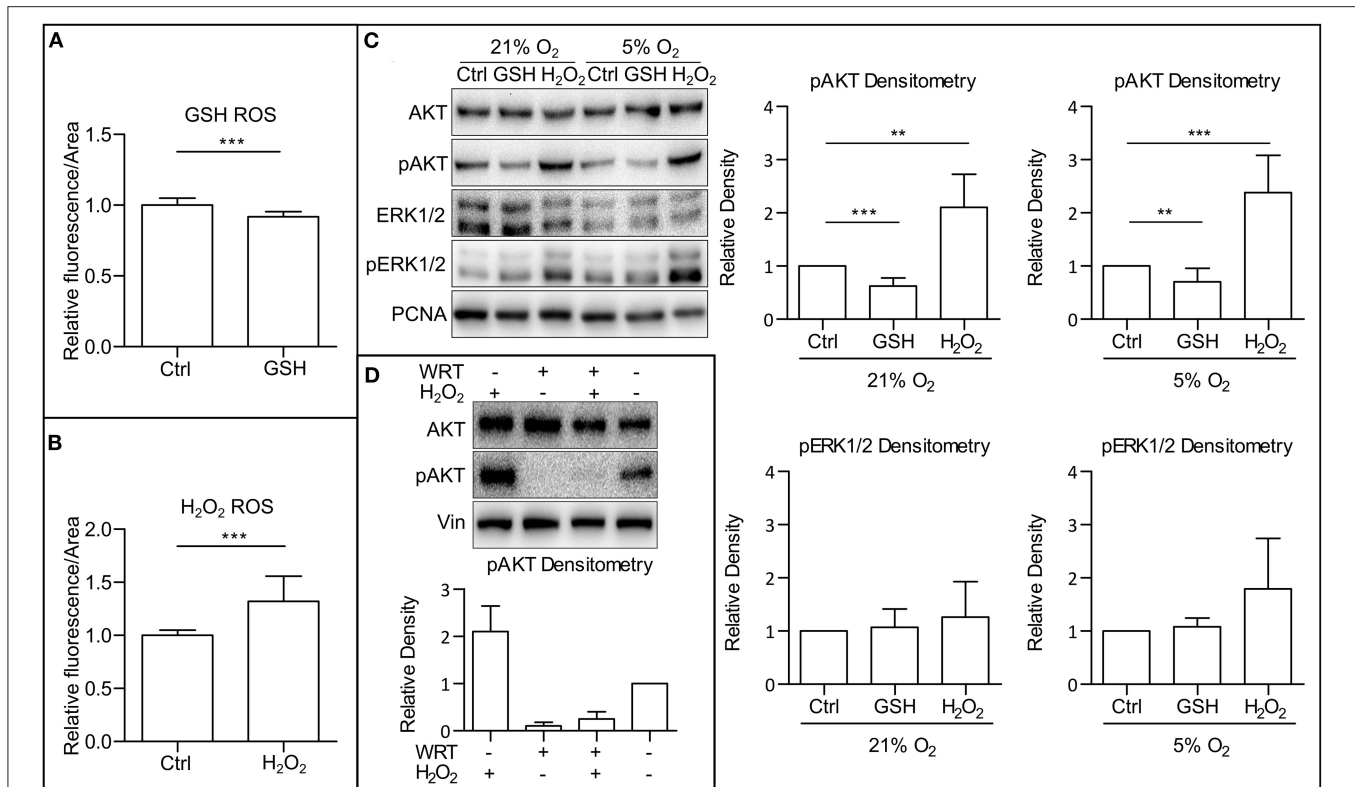 A
GSH ROS
Relative fluorescence/Area
1.5
1.0
0.5
0.0
***
Ctrl GSH
B
H₂O₂ ROS
Relative fluorescence/Area
2.0
1.5
1.0
0.5
0.0
***
Ctrl H₂O₂
C
21% O₂ 5% O₂
Ctrl GSH H₂O₂ Ctrl GSH H₂O₂
AKT
pAKT
ERK1/2
pERK1/2
PCNA
pAKT Densitometry
Relative Density
4
3
2
1
0
**
***
Ctrl GSH H₂O₂
21% O₂
pAKT Densitometry
Relative Density
4
3
2
1
0
***
**
Ctrl GSH H₂O₂
5% O₂
pERK1/2 Densitometry
Relative Density
4
3
2
1
0
Ctrl GSH H₂O₂
21% O₂
pERK1/2 Densitometry
Relative Density
4
3
2
1
0
Ctrl GSH H₂O₂
5% O₂
D
WRT - + + -
H₂O₂ + - + -
AKT
pAKT
Vin
pAKT Densitometry
Relative Density
3
2
1
0
WRT - + + -
H₂O₂ + - + -